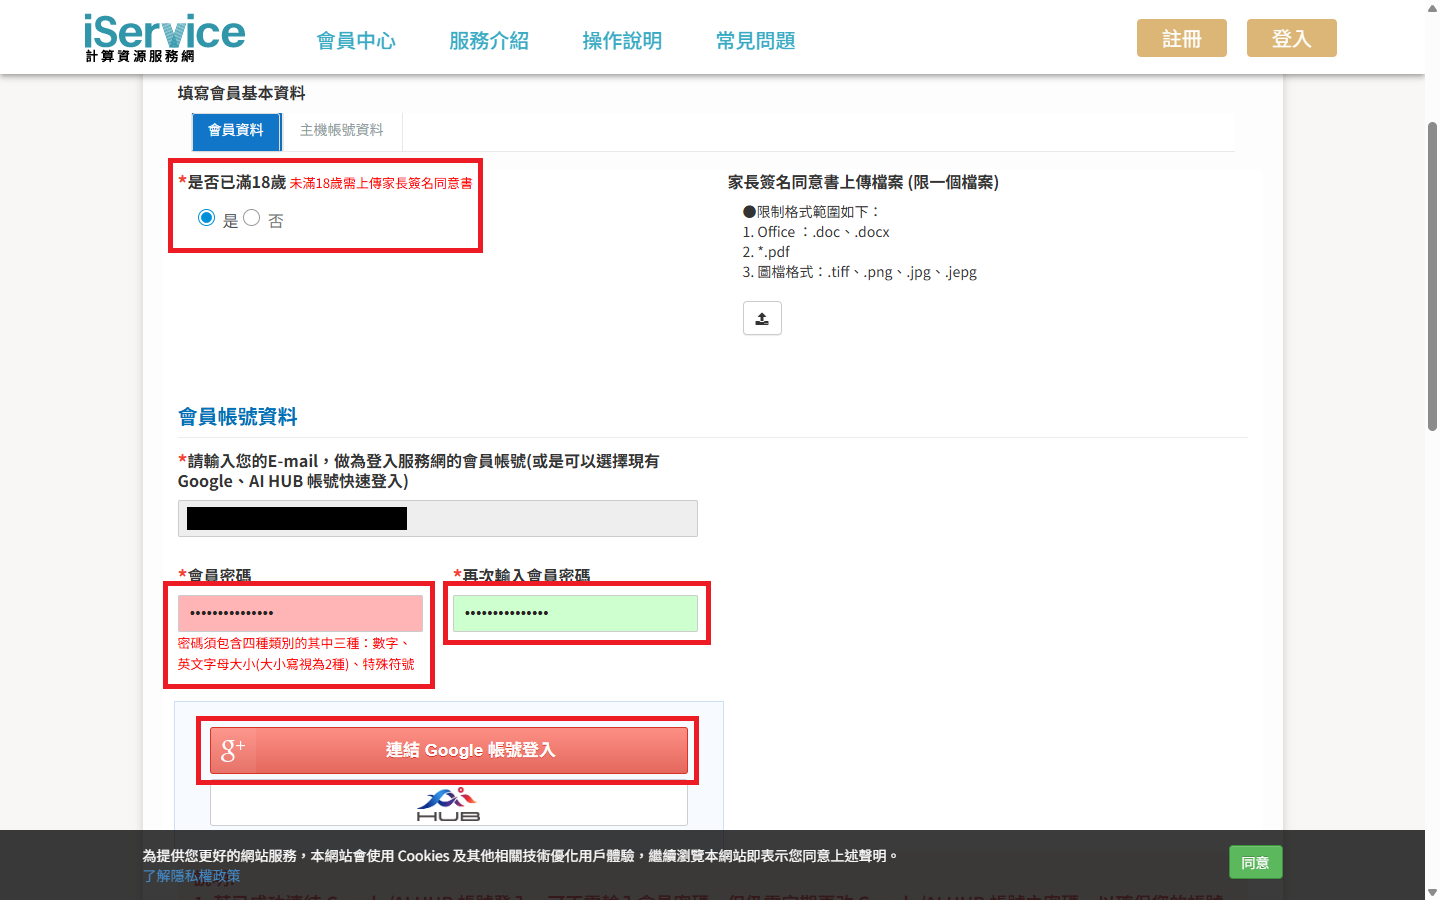 iService
計算資源服務網
會員中心 服務介紹 操作說明 常見問題 註冊 登入
填寫會員基本資料
會員資料 主機帳號資料
*是否已滿18歲 未滿18歲需上傳家長簽名同意書
是 否
家長簽名同意書上傳檔案 (限一個檔案)
●限制格式範圍如下：
1. Office ：.doc、.docx
2. *.pdf
3. 圖檔格式：.tiff、.png、.jpg、.jepg
會員帳號資料
*請輸入您的E-mail，做為登入服務網的會員帳號(或是可以選擇現有
Google、AI HUB 帳號快速登入)
*會員密碼 *再次輸入會員密碼
密碼須包含四種類別的其中三種：數字、
英文字母大小(大小寫視為2種)、特殊符號
g+ 連結 Google 帳號登入
HUB
為提供您更好的網站服務，本網站會使用 Cookies 及其他相關技術優化用戶體驗，繼續瀏覽本網站即表示您同意上述聲明。
了解隱私權政策
同意